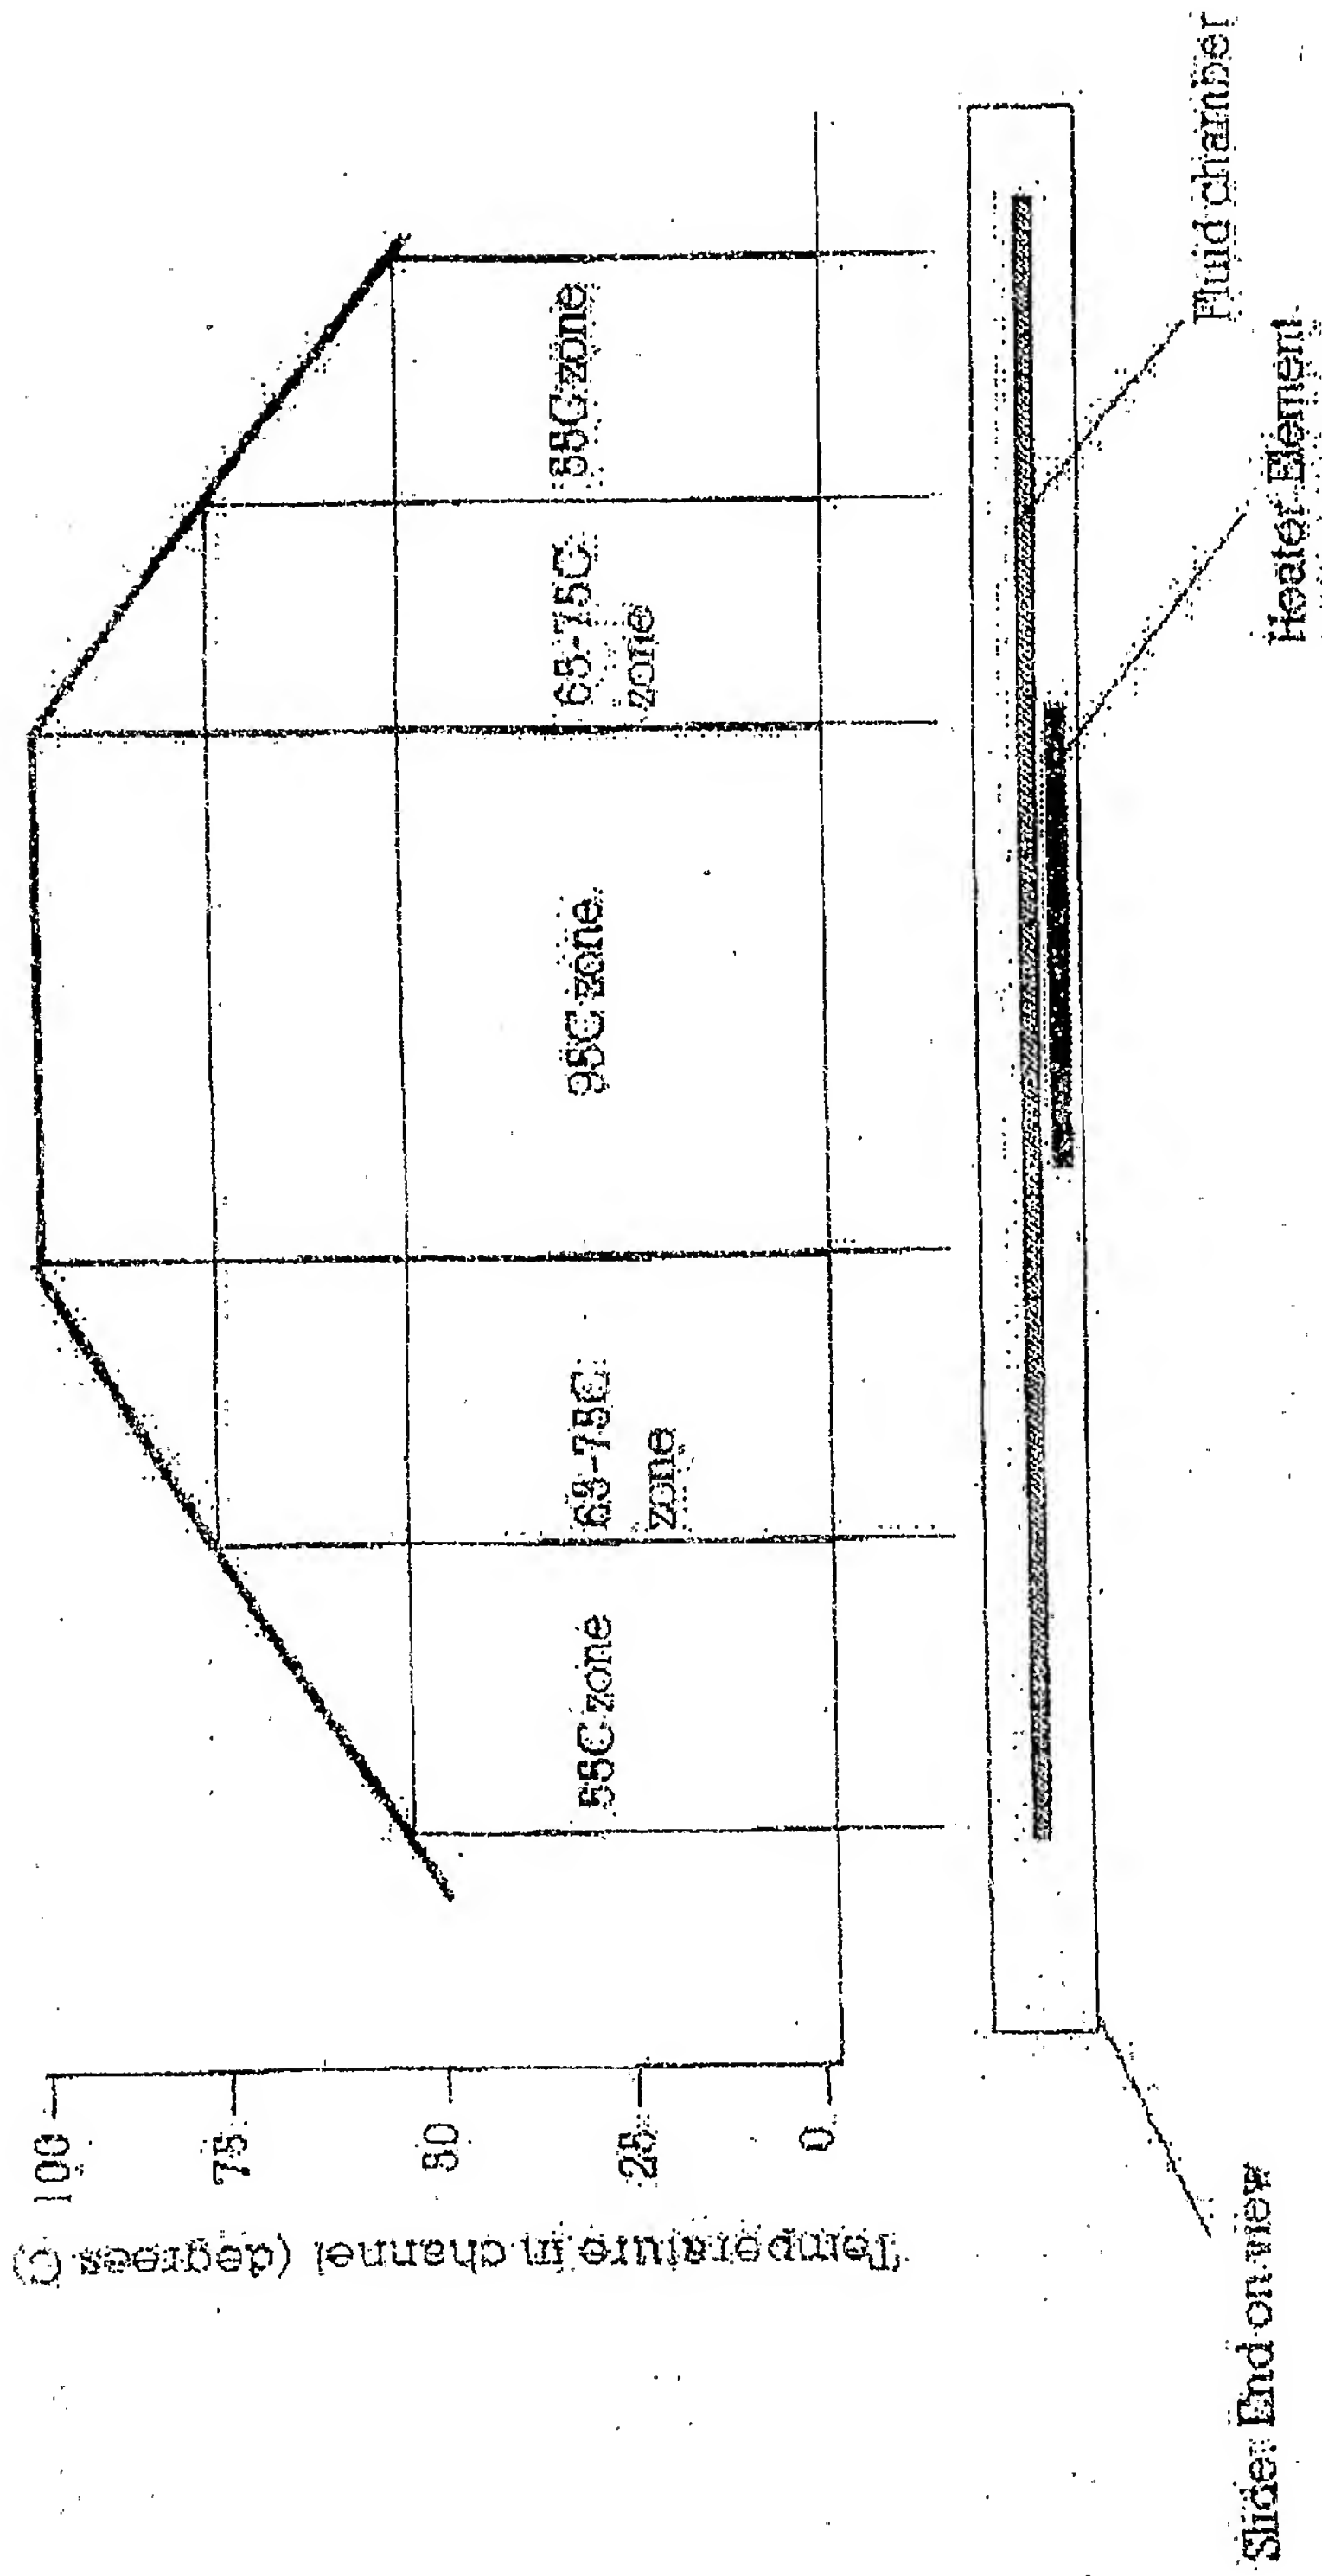 Temperature in channel (degrees C)
100
75
50
25
0
55C zone
65-75C
zone
95C zone
65-75C
zone
55C zone
Slide: End on view
Heater Element
Fluid chamber